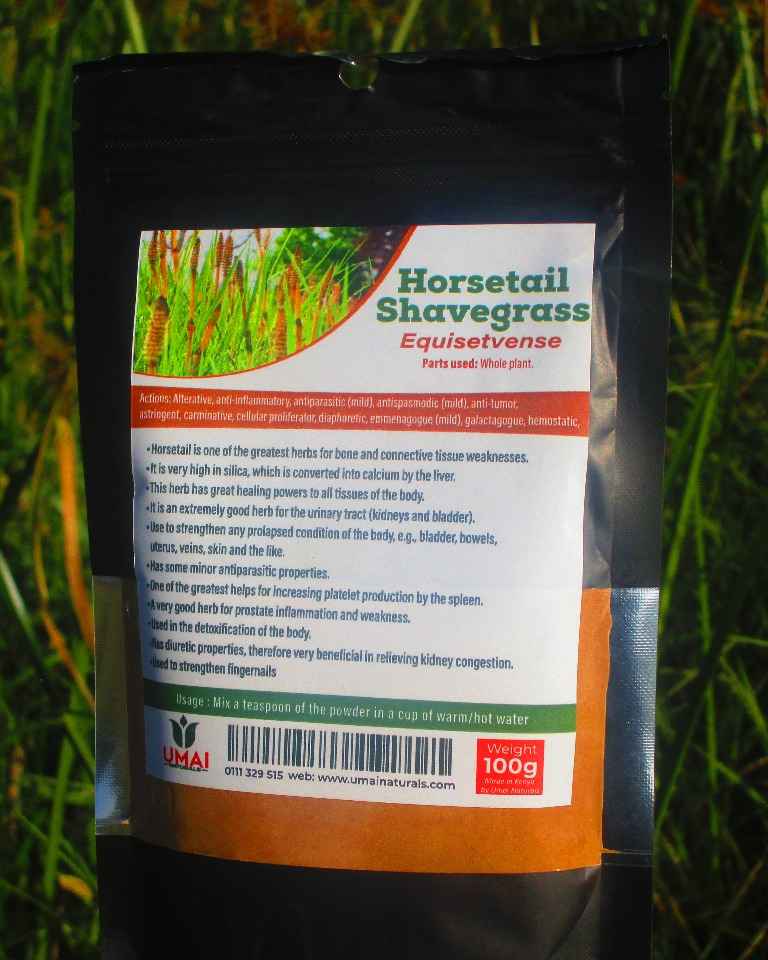 Horsetail
Shavegrass
Equisetvense
Parts used: Whole plant.
Actions: Alterative, anti-inflammatory, antiparasitic (mild), antispasmodic (mild), anti-tumor,
astringent, carminative, cellular proliferator, diaphoretic, emmenagogue (mild), galactagogue, hemostatic,
•Horsetail is one of the greatest herbs for bone and connective tissue weaknesses.
•It is very high in silica, which is converted into calcium by the liver.
•This herb has great healing powers to all tissues of the body.
•It is an extremely good herb for the urinary tract (kidneys and bladder).
•Use to strengthen any prolapsed condition of the body, e.g., bladder, bowels,
uterus, veins, skin and the like.
•Has some minor antiparasitic properties.
•One of the greatest helps for increasing platelet production by the spleen.
•A very good herb for prostate inflammation and weakness.
•Used in the detoxification of the body.
•Has diuretic properties, therefore very beneficial in relieving kidney congestion.
•Used to strengthen fingernails
Usage : Mix a teaspoon of the powder in a cup of warm/hot water
UMAI
NATURALS
0111 329 515 web: www.umainaturals.com
Weight
100g
Made in Kenya
by Umai Naturals